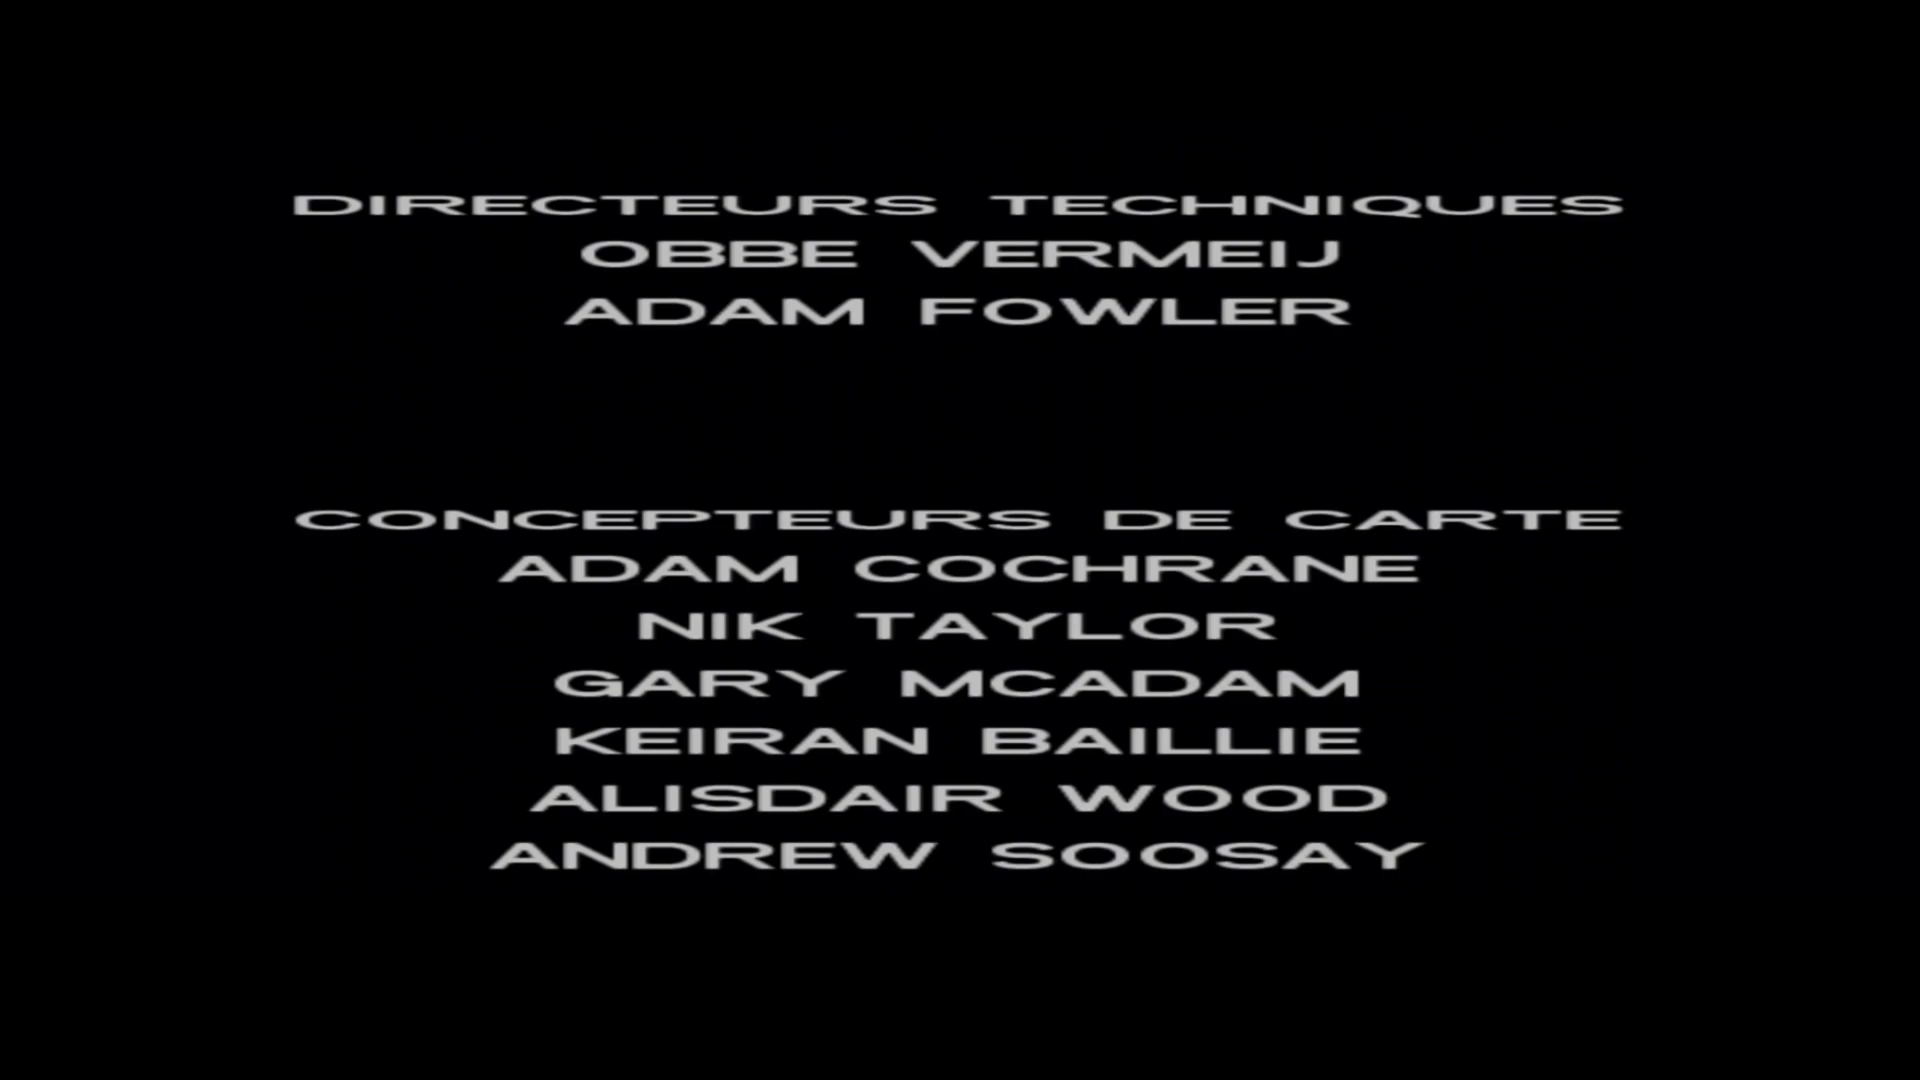 DIRECTEURS TECHNIQUES
OBBE VERMEIJ
ADAM FOWLER
CONCEPTEURS DE CARTE
ADAM COCHRANE
NIK TAYLOR
GARY MCADAM
KEIRAN BAILLIE
ALISDAIR WOOD
ANDREW SOOSAY